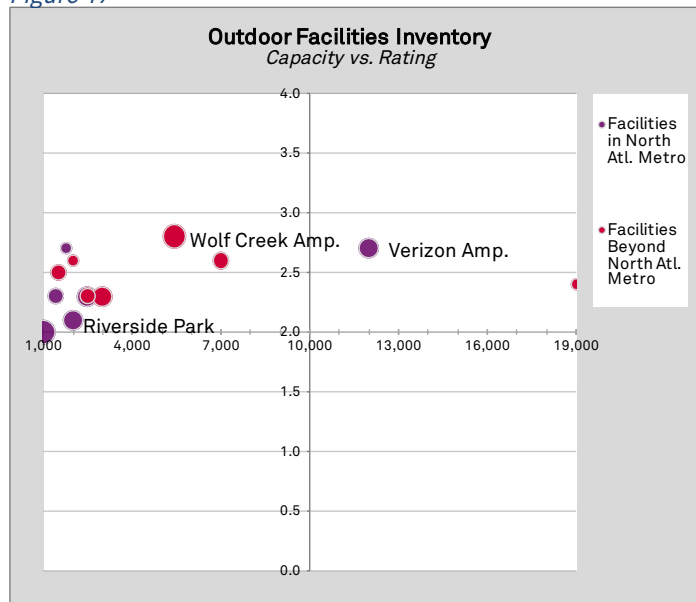 Outdoor Facilities Inventory
Capacity vs. Rating
4.0
3.5
3.0
2.5
2.0
1.5
1.0
0.5
0.0
1,000
4,000
7,000
10,000
13,000
16,000
19,000
Wolf Creek Amp.
Verizon Amp.
Riverside Park
Facilities
in North
Atl. Metro
Facilities
Beyond
North Atl.
Metro